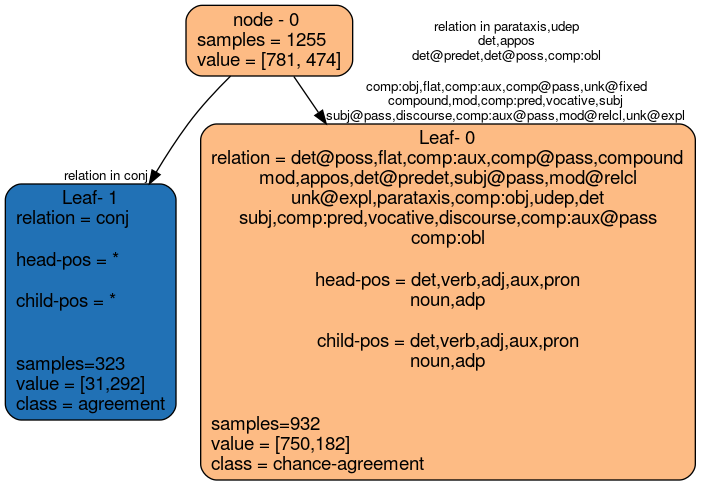 node - 0
samples = 1255
value = [781, 474]
relation in parataxis,udep
det,appos
det@predet,det@poss,comp:obl
comp:obj,flat,comp:aux,comp@pass,unk@fixed
compound,mod,comp:pred,vocative,subj
subj@pass,discourse,comp:aux@pass,mod@relcl,unk@expl
relation in conj
Leaf- 1
relation = conj
head-pos = *
child-pos = *
samples=323
value = [31,292]
class = agreement
Leaf- 0
relation = det@poss,flat,comp:aux,comp@pass,compound
mod,appos,det@predet,subj@pass,mod@relcl
unk@expl,parataxis,comp:obj,udep,det
subj,comp:pred,vocative,discourse,comp:aux@pass
comp:obl
head-pos = det,verb,adj,aux,pron
noun,adp
child-pos = det,verb,adj,aux,pron
noun,adp
samples=932
value = [750,182]
class = chance-agreement